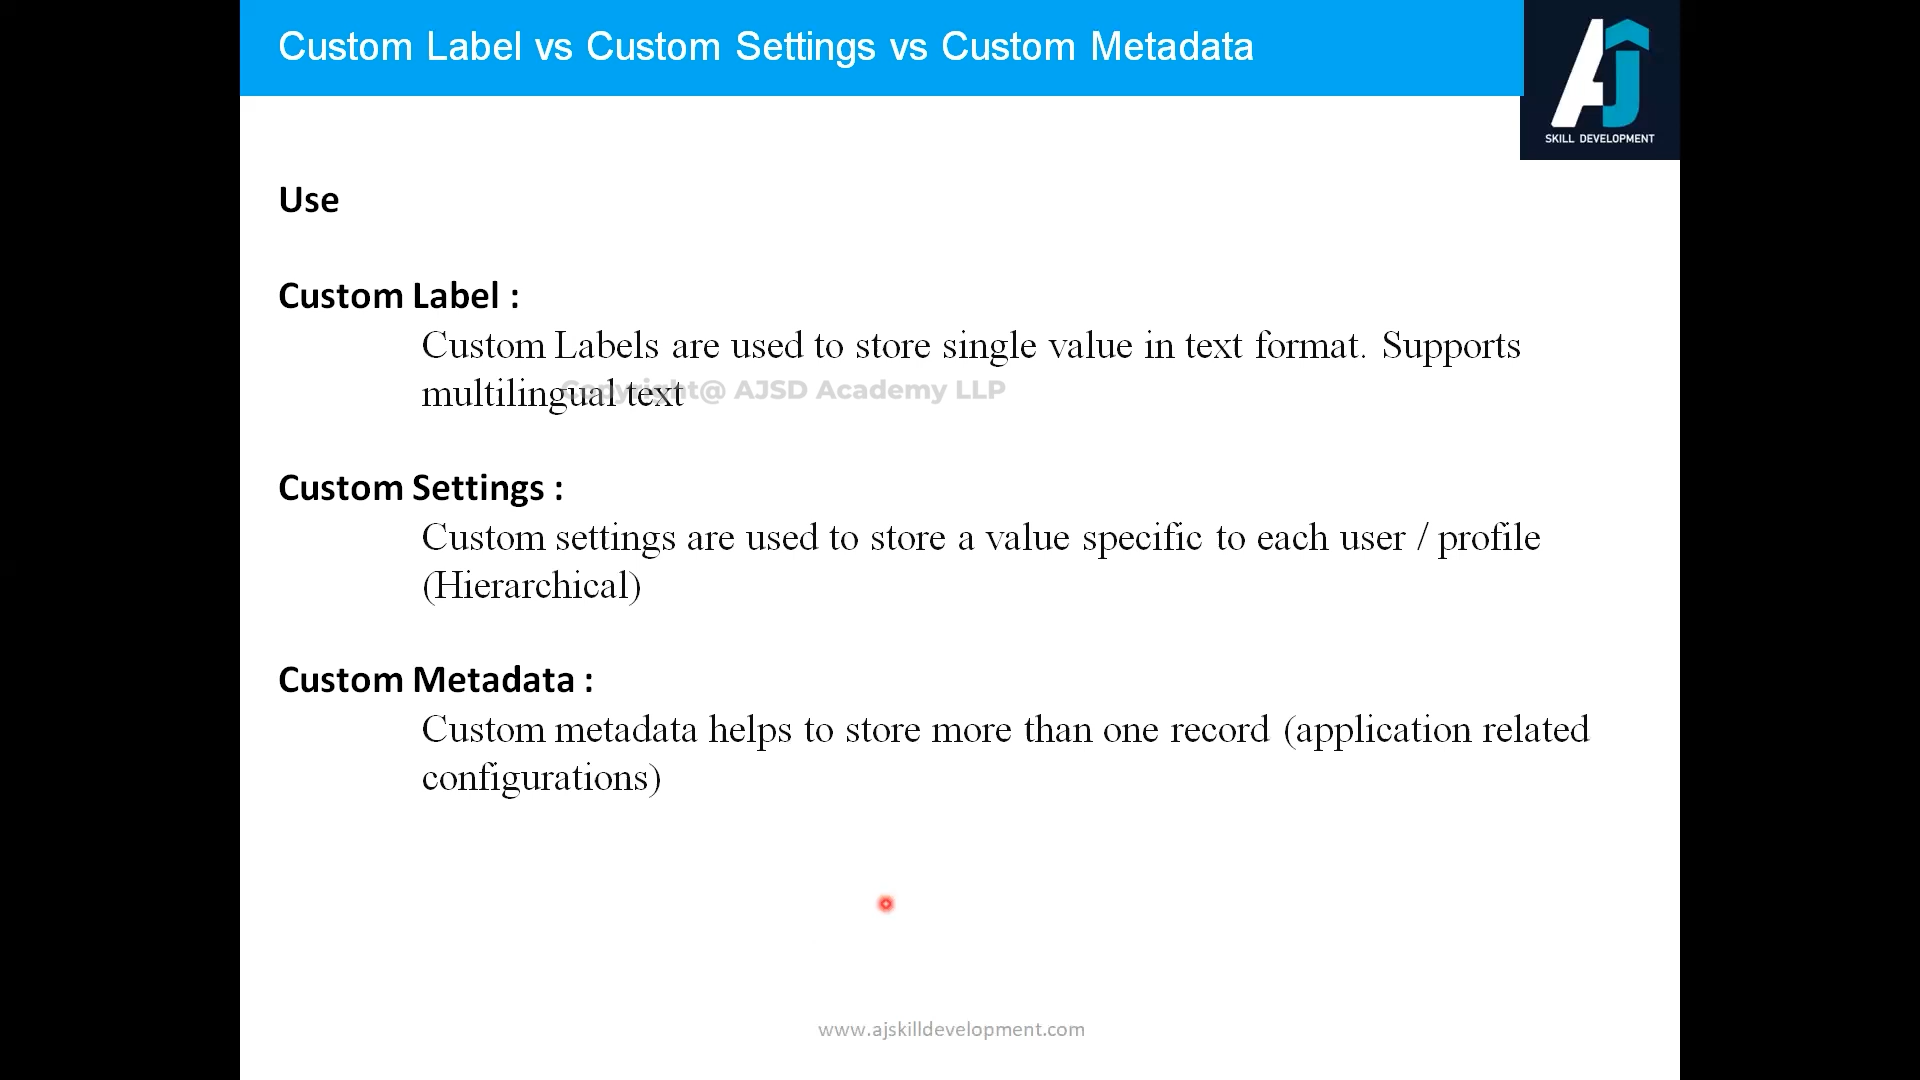 Custom Label vs Custom Settings vs Custom Metadata
AJ
SKILL DEVELOPMENT
Use
Custom Label :
Custom Labels are used to store single value in text format. Supports
multilingual text
Copyright@ AJSD Academy LLP
Custom Settings :
Custom settings are used to store a value specific to each user / profile
(Hierarchical)
Custom Metadata :
Custom metadata helps to store more than one record (application related
configurations)
www.ajskilldevelopment.com